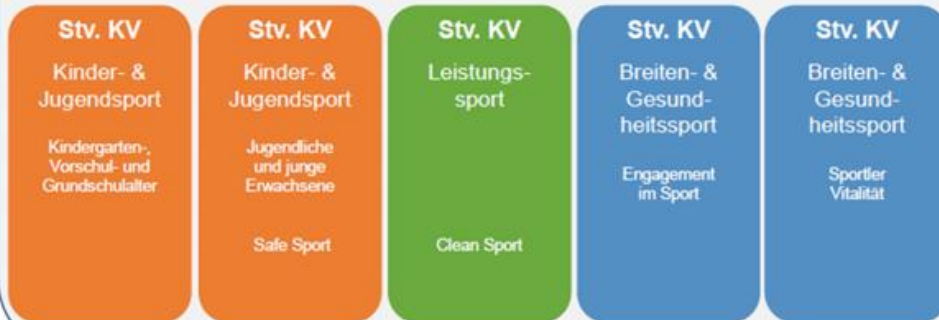 Stv. KV
Kinder- &
Jugendsport
Kindergarten-,
Vorschul- und
Grundschulalter
Stv. KV
Kinder- &
Jugendsport
Jugendliche
und junge
Erwachsene
Safe Sport
Stv. KV
Leistungs-
sport
Clean Sport
Stv. KV
Breiten- &
Gesund-
heitssport
Engagement
im Sport
Stv. KV
Breiten- &
Gesund-
heitssport
Sportler
Vitalität